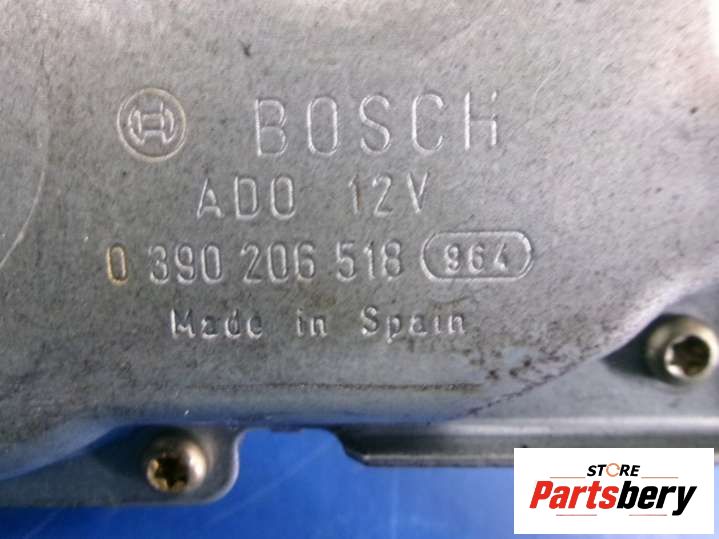 BOSCH
ADO 12V
0 390 206 518 964
Made in Spain
STORE
Partsbery